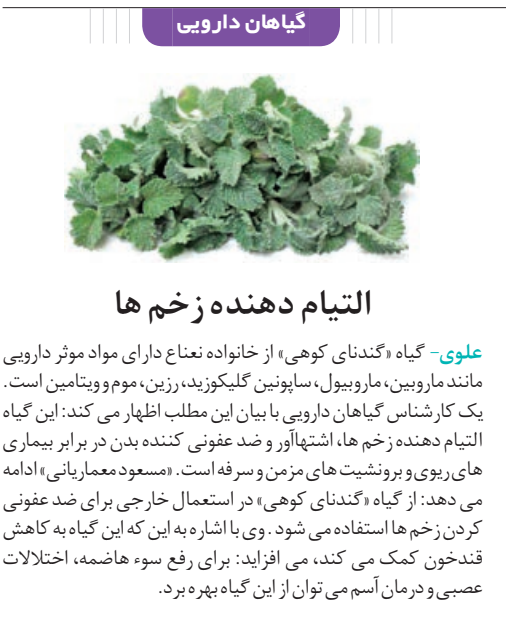 گیاهان دارویی
التیام دهنده زخم ها
علوی- گیاه «گندنای کوهی» از خانواده نعناع دارای مواد موثر دارویی
مانند ماروبین، ماروبیول، ساپونین گلیکوزید، رزین، موم و ویتامین است.
یک کارشناس گیاهان دارویی با بیان این مطلب اظهار می کند: این گیاه
التیام دهنده زخم ها، اشتهاآور و ضد عفونی کننده بدن در برابر بیماری
های ریوی و برونشیت های مزمن و سرفه است. «مسعود معماریانی» ادامه
می دهد: از گیاه «گندنای کوهی» در استعمال خارجی برای ضد عفونی
کردن زخم ها استفاده می شود . وی با اشاره به این که این گیاه به کاهش
قندخون کمک می کند، می افزاید: برای رفع سوء هاضمه، اختلالات
عصبی و درمان آسم می توان از این گیاه بهره برد.